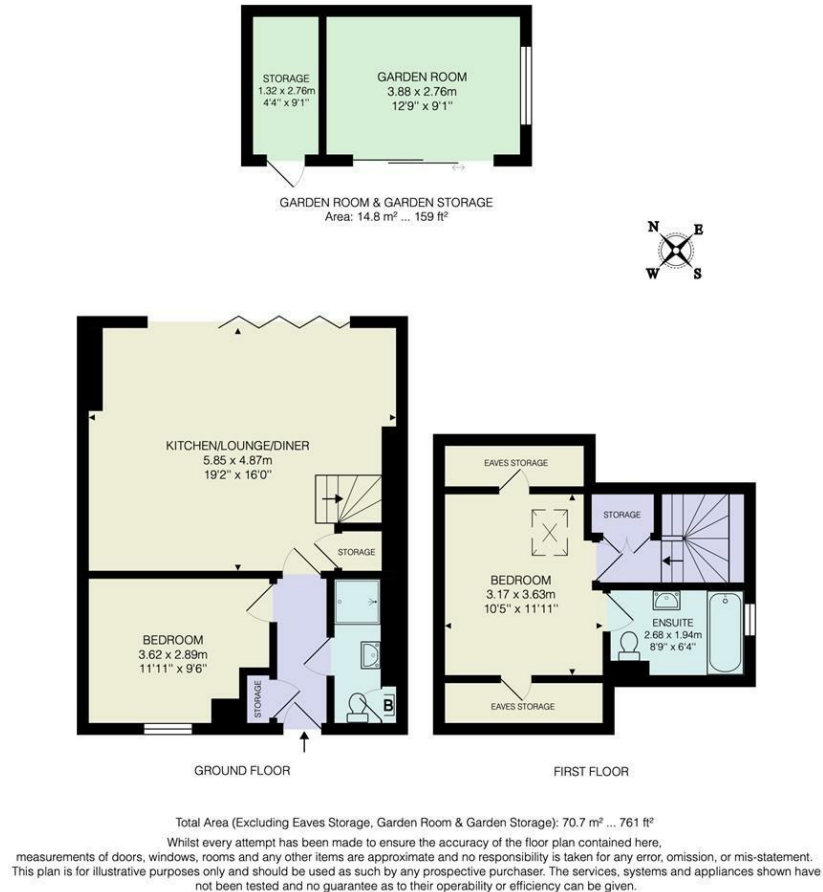 STORAGE
1.32 x 2.76m
4'4" x 9'1"
GARDEN ROOM
3.88 x 2.76m
12'9" x 9'1"
GARDEN ROOM & GARDEN STORAGE
Area: 14.8 m² ... 159 ft²
N E
W S
KITCHEN/LOUNGE/DINER
5.85 x 4.87m
19'2" x 16'0"
STORAGE
BEDROOM
3.62 x 2.89m
11'11" x 9'6"
STORAGE
B
GROUND FLOOR
EAVES STORAGE
STORAGE
BEDROOM
3.17 x 3.63m
10'5" x 11'11"
ENSUITE
2.68 x 1.94m
8'9" x 6'4"
EAVES STORAGE
FIRST FLOOR
Total Area (Excluding Eaves Storage, Garden Room & Garden Storage): 70.7 m² ... 761 ft²
Whilst every attempt has been made to ensure the accuracy of the floor plan contained here,
measurements of doors, windows, rooms and any other items are approximate and no responsibility is taken for any error, omission, or mis-statement.
This plan is for illustrative purposes only and should be used as such by any prospective purchaser. The services, systems and appliances shown have
not been tested and no guarantee as to their operability or efficiency can be given.